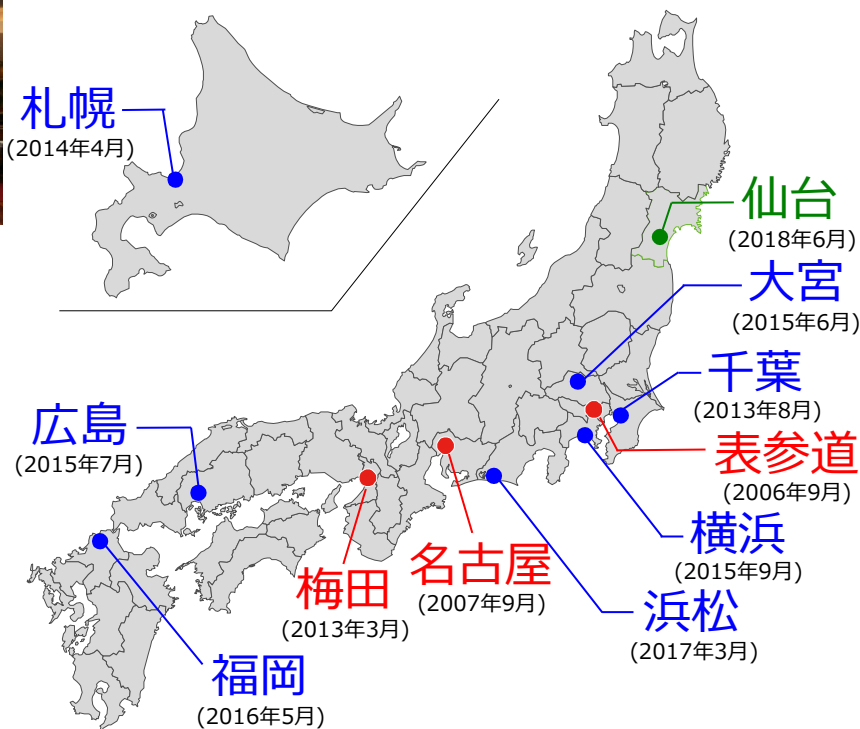 札幌
(2014年4月)
仙台
(2018年6月)
大宮
(2015年6月)
千葉
(2013年8月)
表参道
(2006年9月)
横浜
(2015年9月)
浜松
(2017年3月)
名古屋
(2007年9月)
梅田
(2013年3月)
広島
(2015年7月)
福岡
(2016年5月)